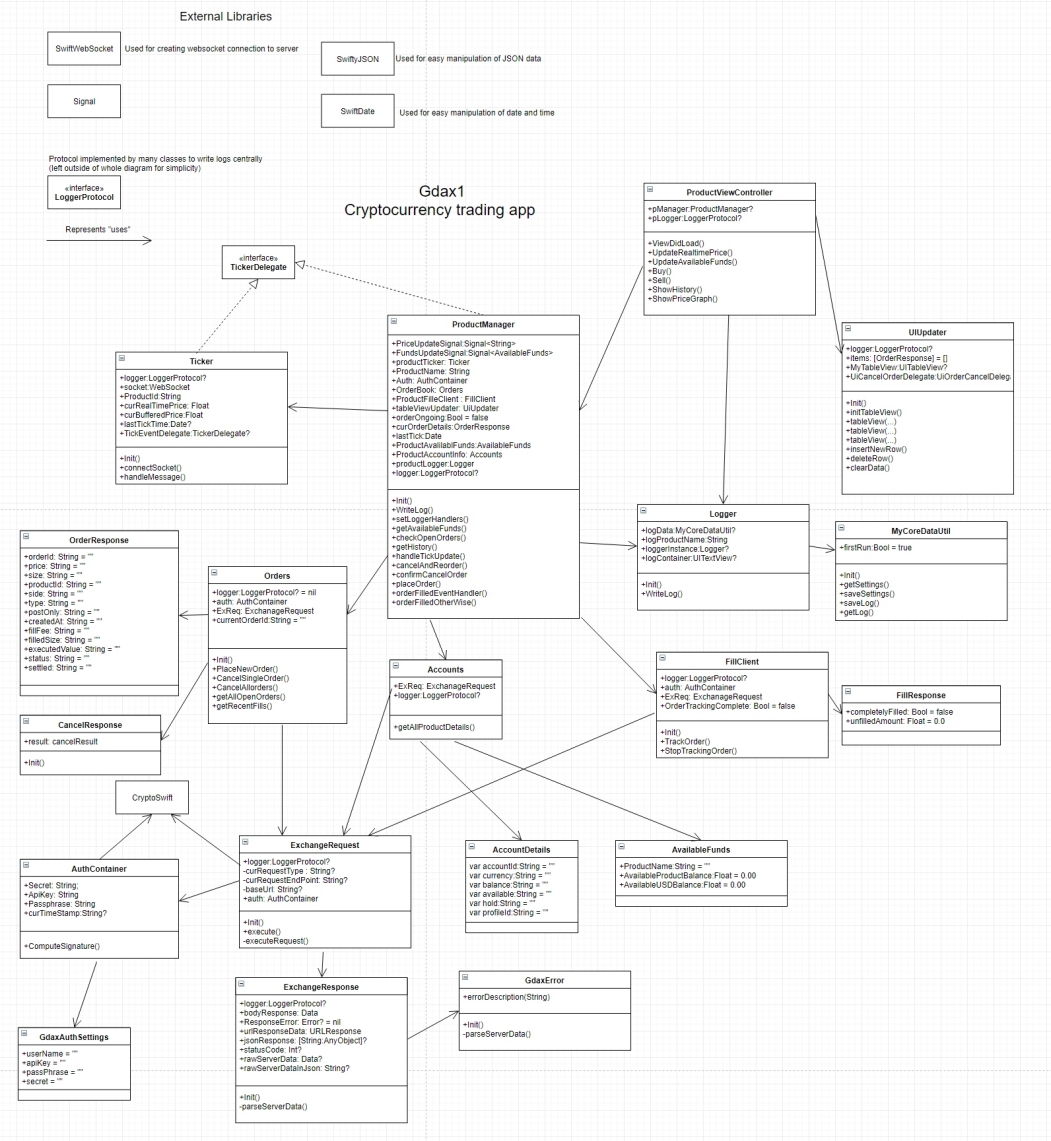 External Libraries
SwiftWebSocket
Used for creating websocket connection to server
SwiftyJSON
Used for easy manipulation of JSON data
Signal
SwiftDate
Used for easy manipulation of date and time
Protocol implemented by many classes to write logs centrally
(left outside of whole diagram for simplicity)
«interface»
LoggerProtocol
Represents "uses"
Gdax1
Cryptocurrency trading app
«interface»
TickerDelegate
ProductViewController
+pManager:ProductManager?
+pLogger:LoggerProtocol?
+ViewDidLoad()
+UpdateRealtimePrice()
+UpdateAvailableFunds()
+Buy()
+Sell()
+ShowHistory()
+ShowPriceGraph()
ProductManager
+PriceUpdateSignal:Signal<String>
+FundsUpdateSignal:Signal<AvailableFunds>
+productTicker: Ticker
+ProductName: String
+Auth: AuthContainer
+OrderBook: Orders
+ProductFilleClient : FillClient
+tableViewUpdater: UiUpdater
+orderOngoing:Bool = false
+curOrderDetails:OrderResponse
+lastTick:Date
+ProductAvalilablFunds:AvailableFunds
+ProductAccountInfo: Accounts
+productLogger:Logger
+logger:LoggerProtocol?
+Init()
+WriteLog()
+setLoggerHandlers()
+getAvailableFunds()
+checkOpenOrders()
+getHistory()
+handleTickUpdate()
+cancelAndReorder()
+confirmCancelOrder
+placeOrder()
+orderFilledEventHandler()
+orderFilledOtherWise()
UIUpdater
+logger:LoggerProtocol?
+items: [OrderResponse] = []
+MyTableView:UITableView?
+UiCancelOrderDelegate:UiOrderCancelDeleg
+Init()
+initTableView()
+tableView(...)
+tableView(...)
+tableView(...)
+insertNewRow()
+deleteRow()
+clearData()
Ticker
+logger:LoggerProtocol?
+socket:WebSocket
+ProductId:String
+curRealTimePrice: Float
+curBufferedPrice:Float
+lastTickTime:Date?
+TickEventDelegate:TickerDelegate?
+Init()
+connectSocket()
+handleMessage()
Logger
+logData:MyCoreDataUtil?
+logProductName:String
+loggerInstance:Logger?
+logContainer:UITextView?
+Init()
+WriteLog()
MyCoreDataUtil
+firstRun:Bool = true
+Init()
+getSettings()
+saveSettings()
+saveLog()
+getLog()
OrderResponse
+orderId: String = ""
+price: String = ""
+size: String = ""
+productId: String = ""
+side: String = ""
+type: String = ""
+postOnly: String = ""
+createdAt: String = ""
+fillFee: String = ""
+filledSize: String = ""
+executedValue: String = ""
+status: String = ""
+settled: String = ""
Orders
+logger:LoggerProtocol? = nil
+auth: AuthContainer
+ExReq: ExchanageRequest
+currentOrderId:String = ""
+Init()
+PlaceNewOrder()
+CancelSingleOrder()
+CancelAllorders()
+getAllOpenOrders()
+getRecentFills()
Accounts
+ExReq: ExchanageRequest
+logger:LoggerProtocol?
+getAllProductDetails()
FillClient
+logger:LoggerProtocol?
+auth: AuthContainer
+ExReq: ExchanageRequest
+OrderTrackingComplete: Bool = false
+Init()
+TrackOrder()
+StopTrackingOrder()
FillResponse
+completelyFilled: Bool = false
+unfilledAmount: Float = 0.0
CancelResponse
+result: cancelResult
+Init()
CryptoSwift
ExchangeRequest
+logger:LoggerProtocol?
-curRequestType : String?
-curRequestEndPoint: String?
-baseUrl: String?
+auth: AuthContainer
+Init()
+execute()
-executeRequest()
AccountDetails
var accountId:String = ""
var currency:String = ""
var balance:String = ""
var available:String = ""
var hold:String = ""
var profileId:String = ""
AvailableFunds
+ProductName:String = ""
+AvailableProductBalance:Float = 0.00
+AvailableUSDBalance:Float = 0.00
AuthContainer
+Secret: String;
+ApiKey: String
+Passphrase: String
+curTimeStamp:String?
+ComputeSignature()
ExchangeResponse
+logger:LoggerProtocol?
+bodyResponse: Data
+ResponseError: Error? = nil
+urlResponseData: URLResponse
+jsonResponse: [String:AnyObject]?
+statusCode: Int?
+rawServerData: Data?
+rawServerDataInJson: String?
+Init()
-parseServerData()
GdaxError
+errorDescription(String)
+Init()
-parseServerData()
GdaxAuthSettings
+userName = ""
+apiKey = ""
+passPhrase = ""
+secret = ""